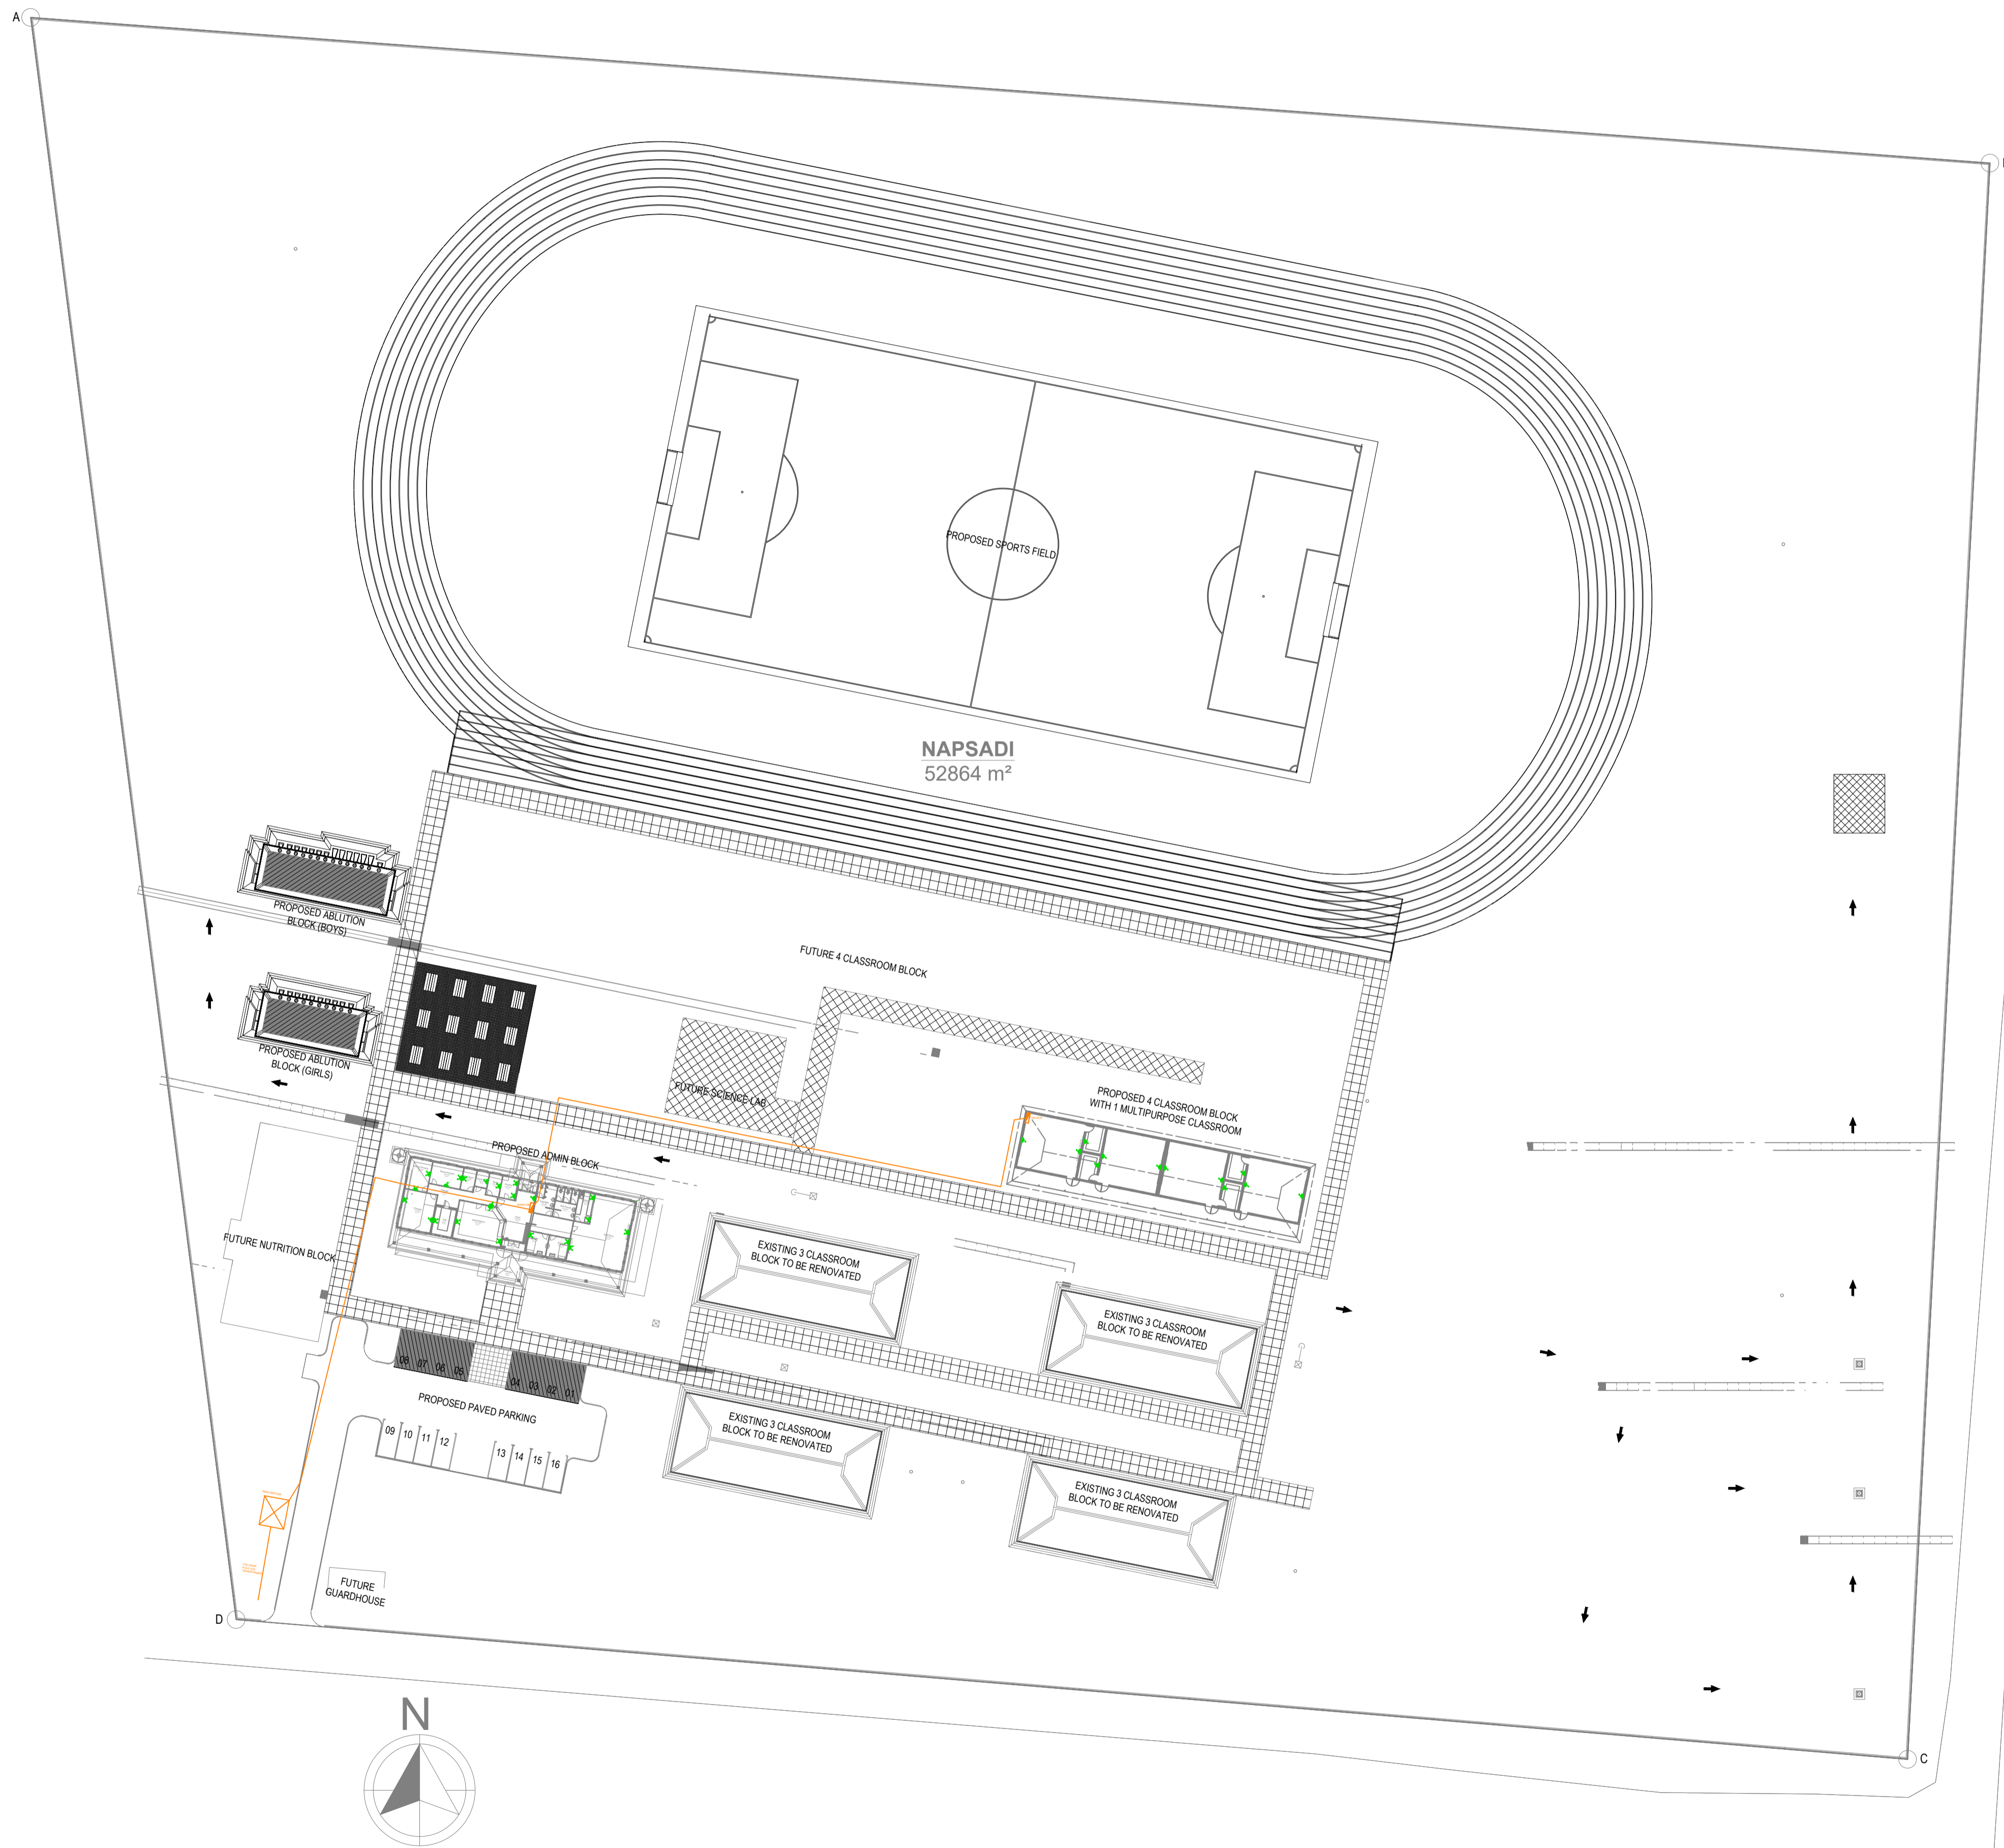 A
PROPOSED SPORTS FIELD
NAPSADI
52864 m²
PROPOSED ABLUTION
BLOCK (BOYS)
FUTURE 4 CLASSROOM BLOCK
PROPOSED ABLUTION
BLOCK (GIRLS)
FUTURE SCIENCE LAB
PROPOSED 4 CLASSROOM BLOCK
WITH 1 MULTIPURPOSE CLASSROOM
PROPOSED ADMIN BLOCK
FUTURE NUTRITION BLOCK
EXISTING 3 CLASSROOM
BLOCK TO BE RENOVATED
EXISTING 3 CLASSROOM
BLOCK TO BE RENOVATED
08 07 06 05
04 03 02 01
PROPOSED PAVED PARKING
09 10 11 12
13 14 15 16
EXISTING 3 CLASSROOM
BLOCK TO BE RENOVATED
EXISTING 3 CLASSROOM
BLOCK TO BE RENOVATED
FUTURE
GUARDHOUSE
D
C
N